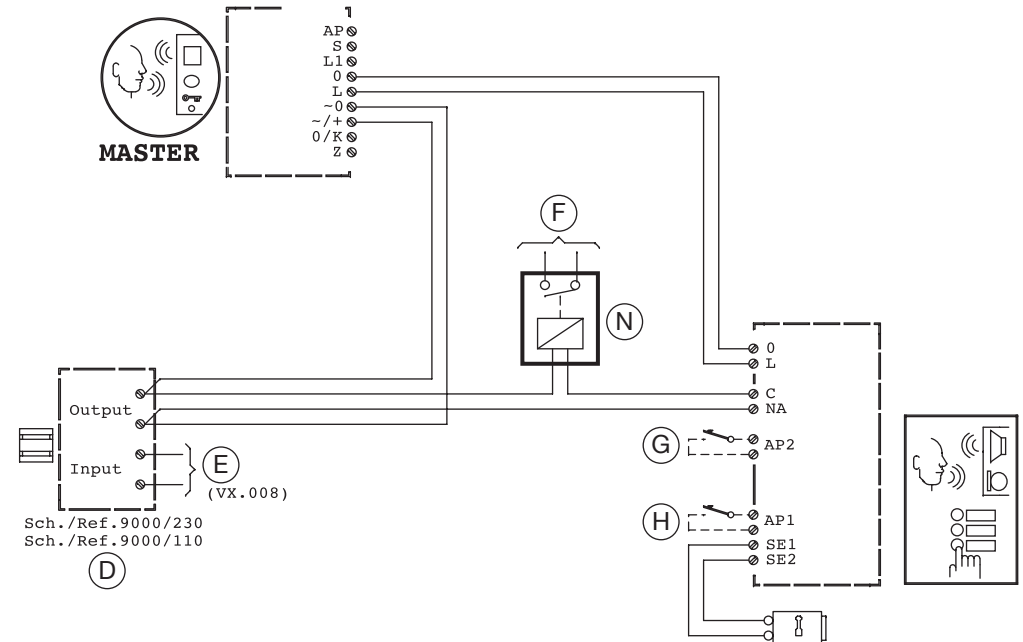 AP
S
L1
0
L
~0
~/+
0/K
Z
MASTER
F
N
0
L
C
NA
G
AP2
H
AP1
SE1
SE2
Output
Input
E
(VX.008)
Sch./Ref.9000/230
Sch./Ref.9000/110
D